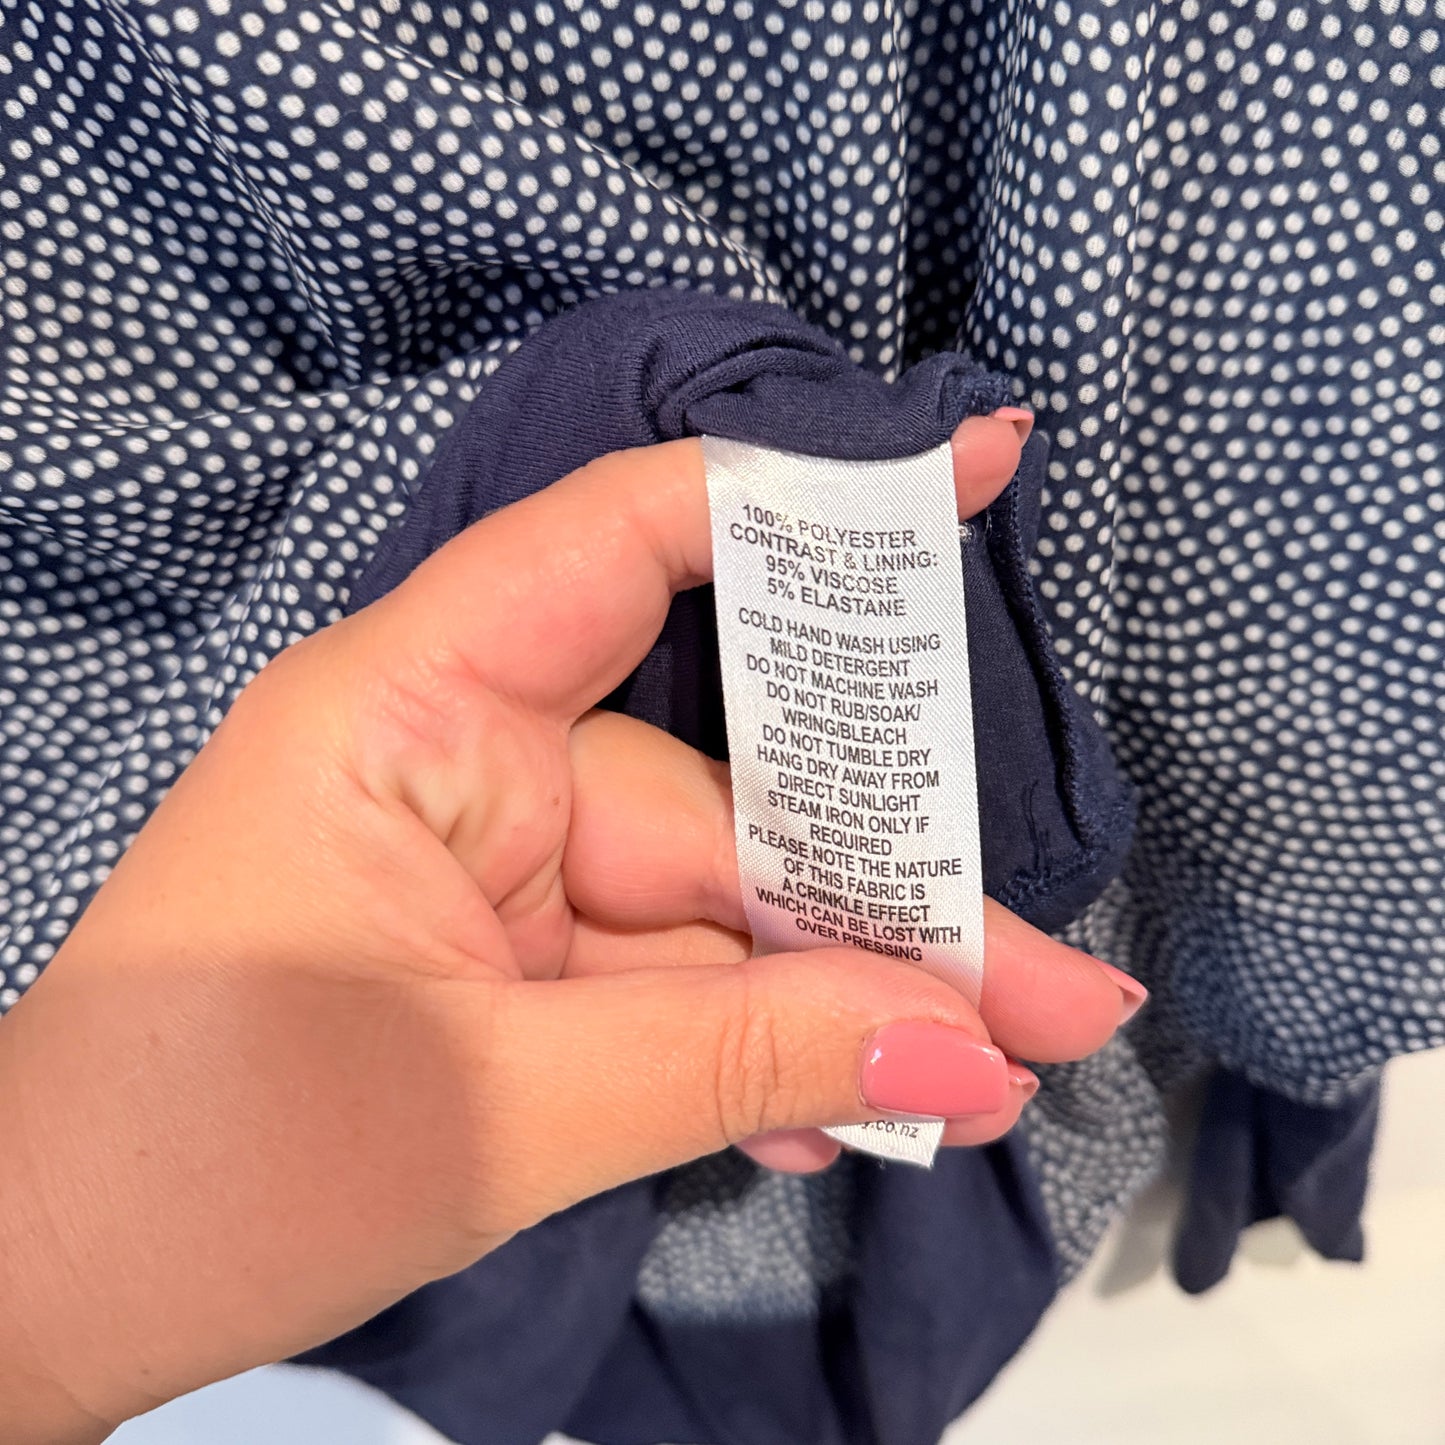 100% POLYESTER
CONTRAST & LINING:
95% VISCOSE
5% ELASTANE
COLD HAND WASH USING
MILD DETERGENT
DO NOT MACHINE WASH
DO NOT RUB/SOAK/
WRING/BLEACH
DO NOT TUMBLE DRY
HANG DRY AWAY FROM
DIRECT SUNLIGHT
STEAM IRON ONLY IF
REQUIRED
PLEASE NOTE THE NATURE
OF THIS FABRIC IS
A CRINKLE EFFECT
WHICH CAN BE LOST WITH
OVER PRESSING
y.co.nz